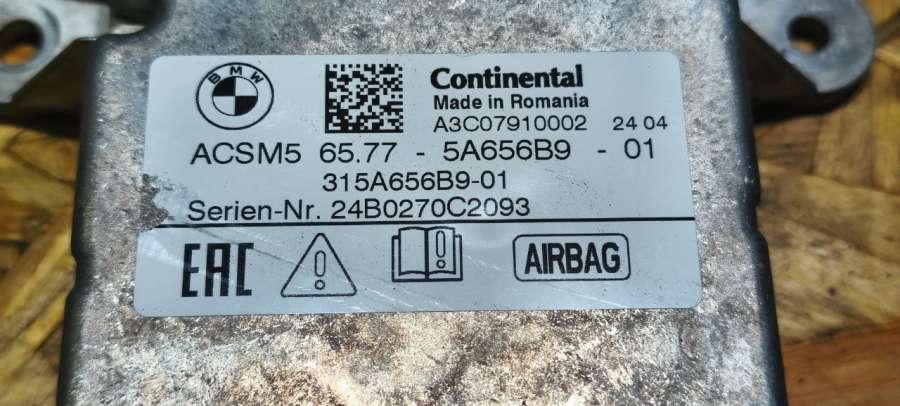 BMW
Continental
Made in Romania
A3C07910002 24 04
ACSM5 65.77 - 5A656B9 - 01
315A656B9-01
Serien-Nr. 24B0270C2093
EAC
AIRBAG